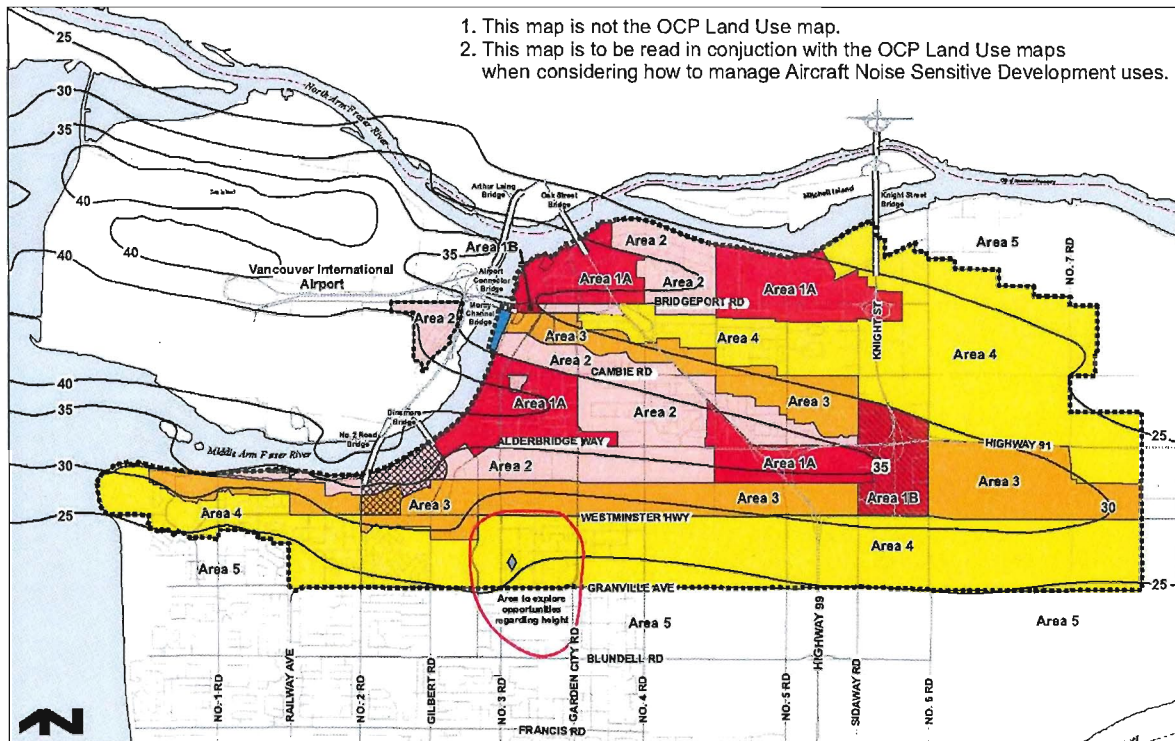 1. This map is not the OCP Land Use map.
2. This map is to be read in conjuction with the OCP Land Use maps
when considering how to manage Aircraft Noise Sensitive Development uses.
25
30
35
40
40
40
North Arm Fraser River
Sea Island
Vancouver International
Airport
Arthur Laing
Bridge
Oak Street
Bridge
Mitchell Island
Knight Street
Bridge
Area 1B
35
Airport
Connector
Bridge
Moray
Channel
Bridge
Area 2
Area 2
Area 2
Area 1A
Area 1A
BRIDGEPORT RD
Area 5
NO. 7 RD
KNIGHT ST
Area 3
Area 4
Area 4
Area 2
CAMBIE RD
Area 3
Area 1A
Area 2
40
35
30
25
Dinsmore
Bridge
No. 2 Road
Bridge
Middle Arm Fraser River
ALDERBRIDGE WAY
HIGHWAY 91
25
Area 2
Area 1A
35
Area 3
Area 3
Area 3
Area 1B
30
Area 4
WESTMINSTER HWY
Area 4
Area 5
GRANVILLE AVE
25
Area to explore
opportunities
regarding height
Area 5
Area 5
BLUNDELL RD
FRANCIS RD
NO. 1 RD
RAILWAY AVE
NO. 2 RD
GILBERT RD
NO. 3 RD
GARDEN CITY RD
NO. 4 RD
NO. 5 RD
HIGHWAY 99
SIDAWAY RD
NO. 6 RD
N